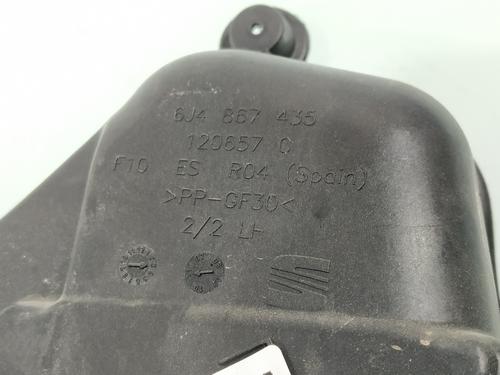 6J4 867 435
120657 C
F10 ES R04 (Spain)
>PP-GF30<
2/2 LH